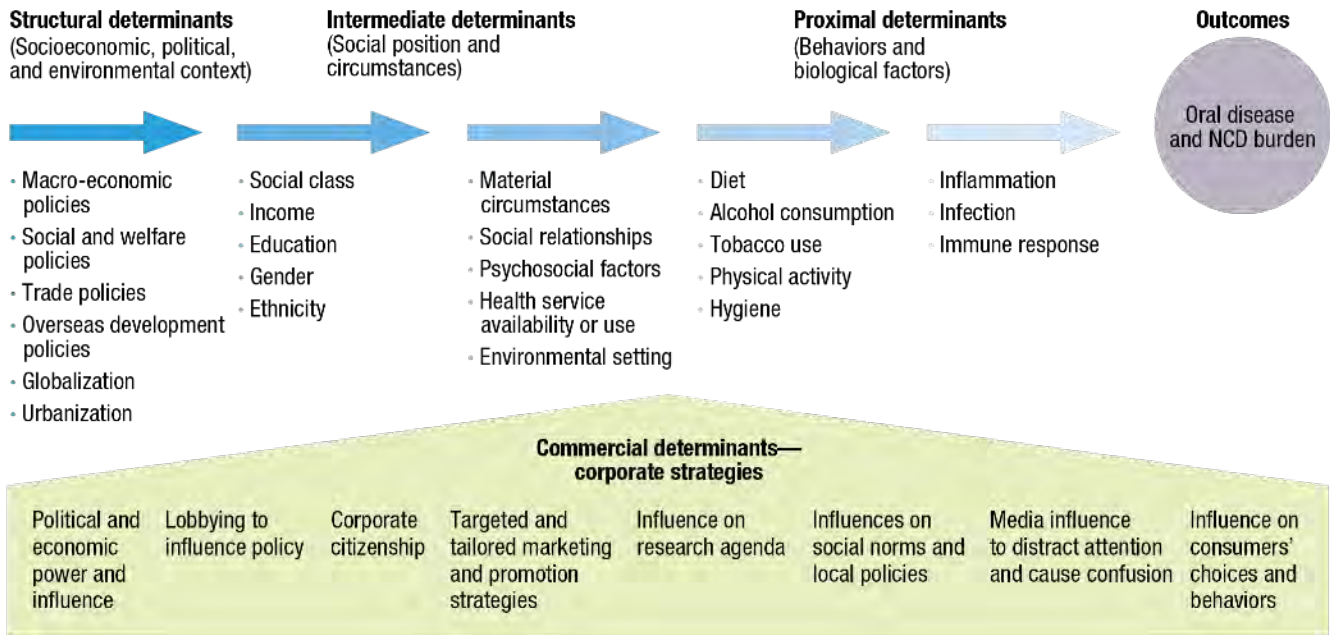 Structural determinants
(Socioeconomic, political,
and environmental context)
Intermediate determinants
(Social position and
circumstances)
Proximal determinants
(Behaviors and
biological factors)
Outcomes
Oral disease
and NCD burden
• Macro-economic
policies
• Social and welfare
policies
• Trade policies
• Overseas development
policies
• Globalization
• Urbanization
• Social class
• Income
• Education
• Gender
• Ethnicity
• Material
circumstances
• Social relationships
• Psychosocial factors
• Health service
availability or use
• Environmental setting
• Diet
• Alcohol consumption
• Tobacco use
• Physical activity
• Hygiene
• Inflammation
• Infection
• Immune response
Commercial determinants—
corporate strategies
Political and
economic
power and
influence
Lobbying to
influence policy
Corporate
citizenship
Targeted and
tailored marketing
and promotion
strategies
Influence on
research agenda
Influences on
social norms and
local policies
Media influence
to distract attention
and cause confusion
Influence on
consumers’
choices and
behaviors